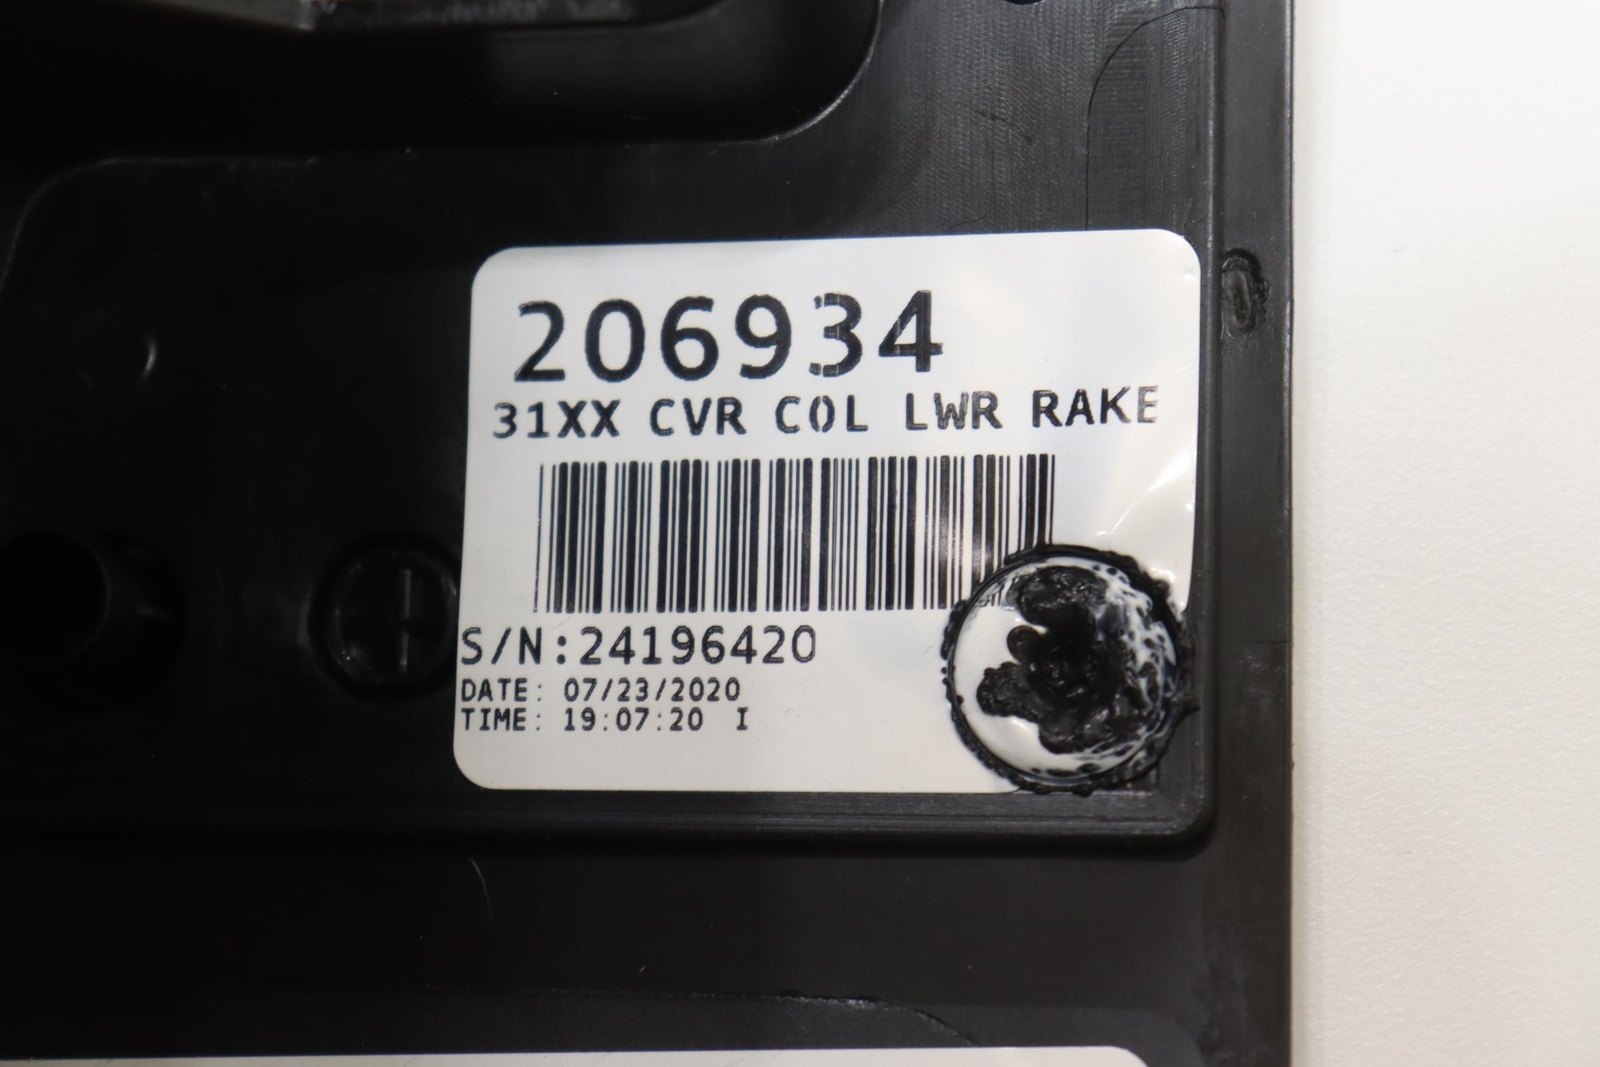 206934
31XX CVR COL LWR RAKE
S/N:24196420
DATE: 07/23/2020
TIME: 19:07:20 I